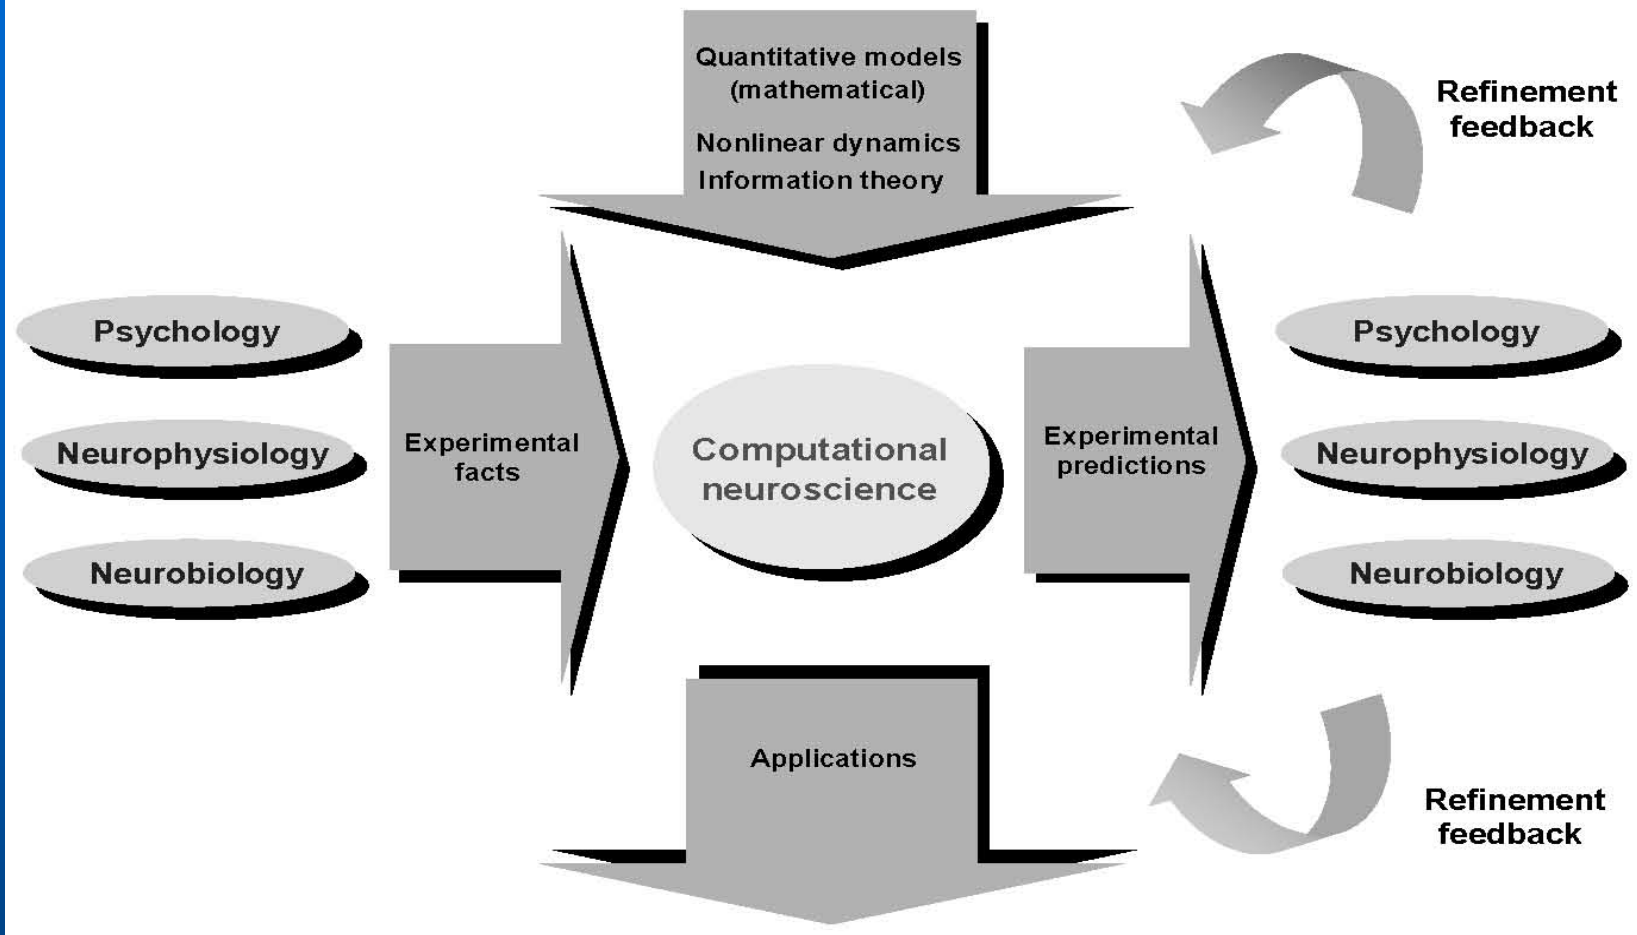 Quantitative models
(mathematical)
Nonlinear dynamics
Information theory
Refinement
feedback
Psychology
Neurophysiology
Neurobiology
Experimental
facts
Computational
neuroscience
Experimental
predictions
Psychology
Neurophysiology
Neurobiology
Applications
Refinement
feedback